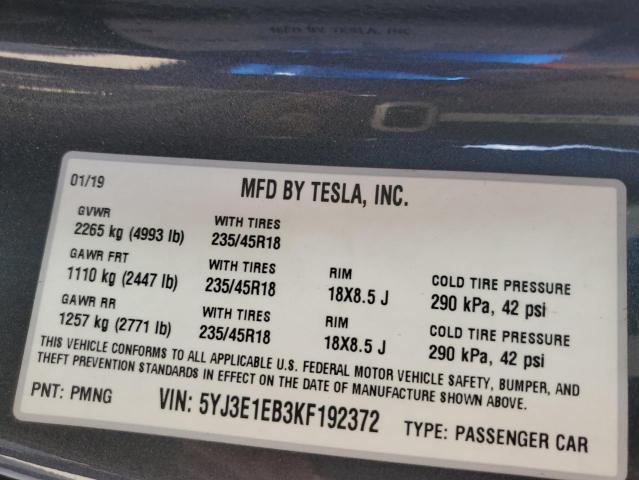 MFD BY TESLA, INC.
01/19 MFD BY TESLA, INC.
GVWR WITH TIRES
2265 kg (4993 lb) 235/45R18
GAWR FRT WITH TIRES RIM COLD TIRE PRESSURE
1110 kg (2447 lb) 235/45R18 18X8.5 J 290 kPa, 42 psi
GAWR RR WITH TIRES RIM COLD TIRE PRESSURE
1257 kg (2771 lb) 235/45R18 18X8.5 J 290 kPa, 42 psi
THIS VEHICLE CONFORMS TO ALL APPLICABLE U.S. FEDERAL MOTOR VEHICLE SAFETY, BUMPER, AND
THEFT PREVENTION STANDARDS IN EFFECT ON THE DATE OF MANUFACTURE SHOWN ABOVE.
PNT: PMNG VIN: 5YJ3E1EB3KF192372 TYPE: PASSENGER CAR